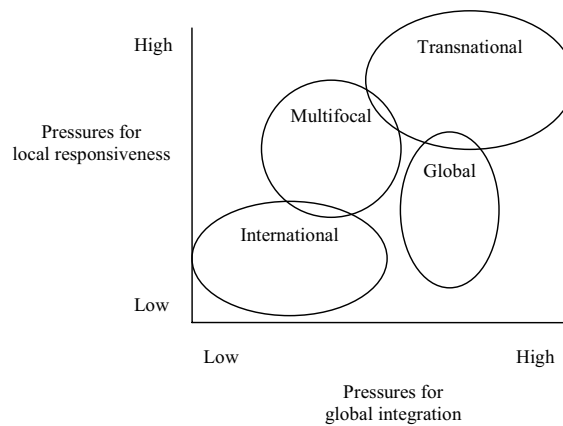 High
Transnational
Multifocal
Pressures for
local responsiveness
Global
International
Low
Low
High
Pressures for
global integration